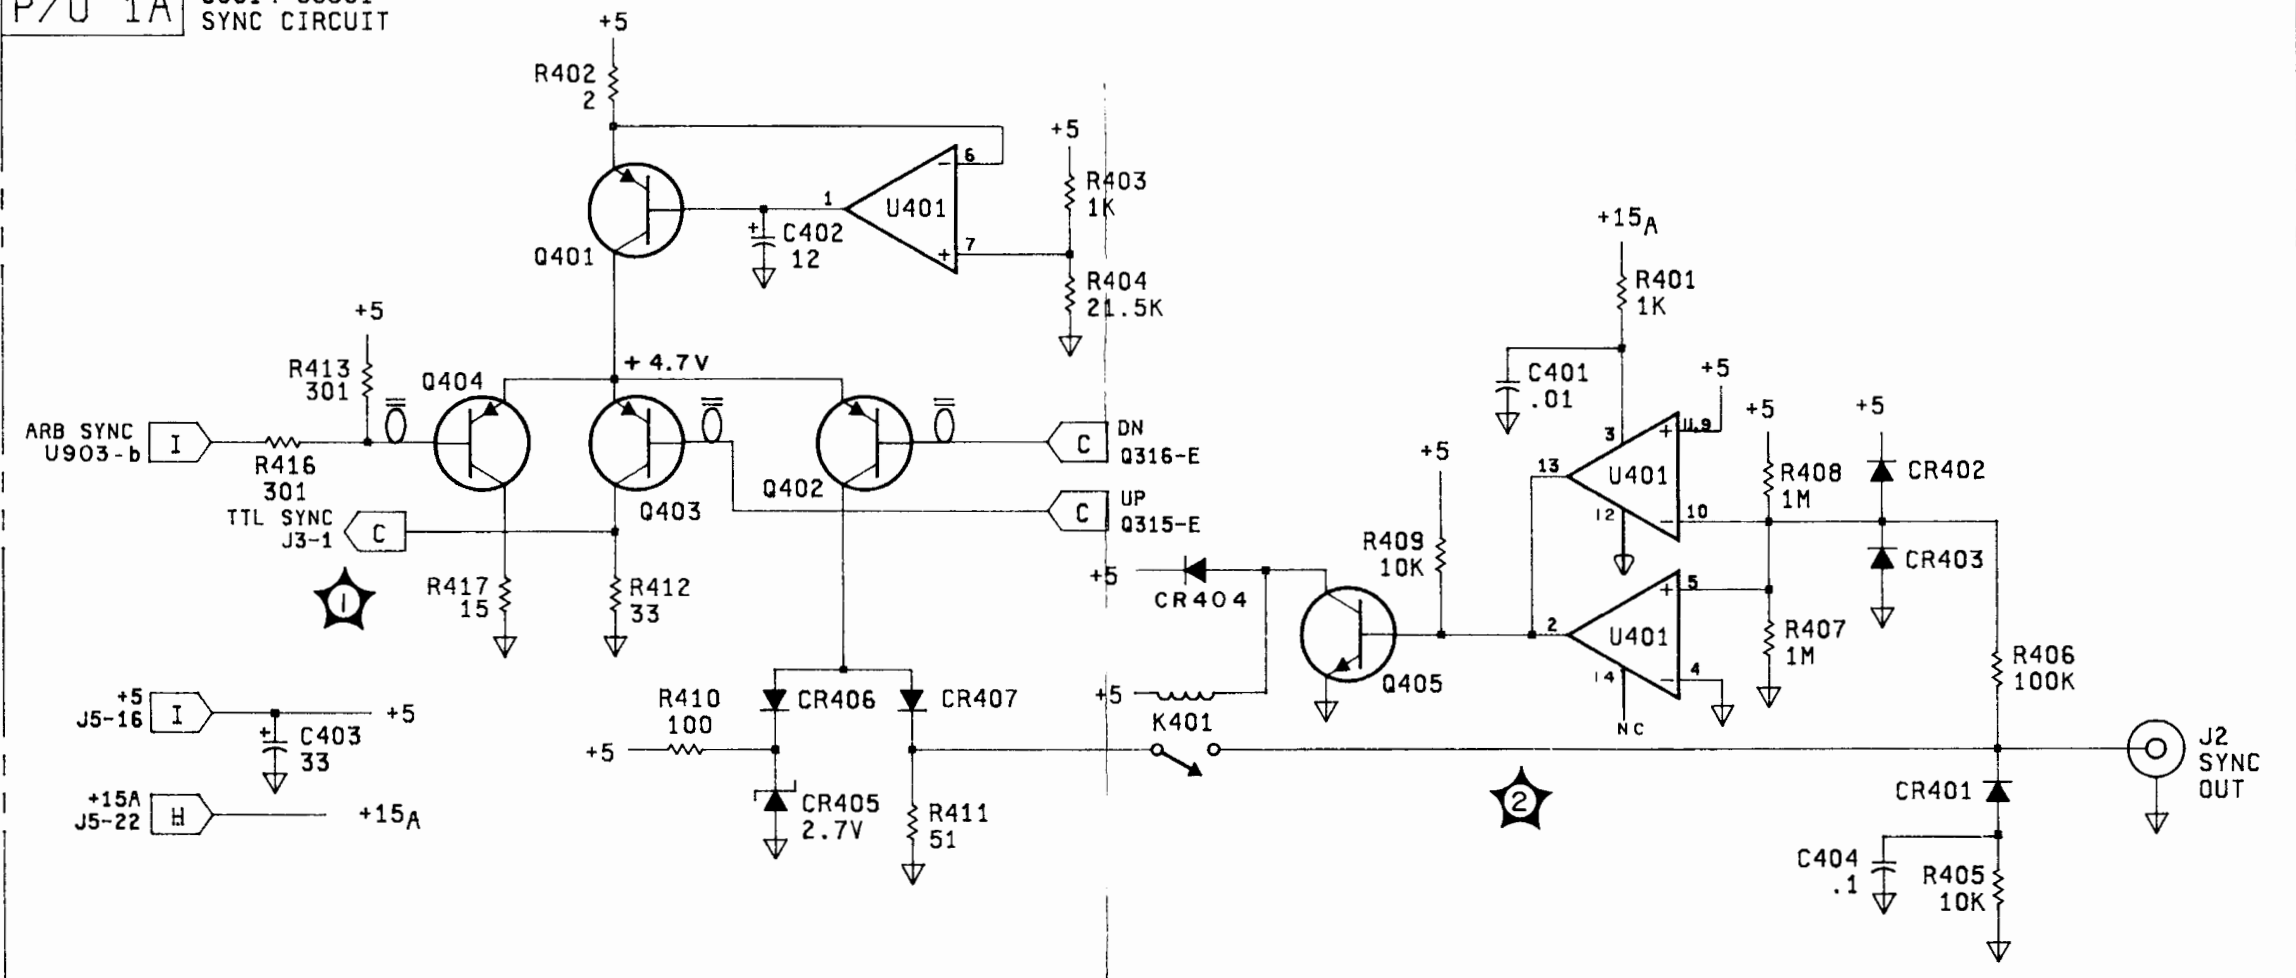 P/O 1A
SYNC CIRCUIT
+5
R402
2
+5
6
R403
1K
1
U401
7
C402
12
Q401
R404
21.5K
+15A
R401
1K
+5
R413
301
Q404
+ 4.7V
C401
.01
+5
+5
+5
ARB SYNC
U903-b
I
R416
301
Q403
Q402
C
DN
Q316-E
C
UP
Q315-E
TTL SYNC
J3-1
C
3
11,9
13
U401
12
10
R408
1M
CR402
CR403
+5
R409
10K
1
R417
15
R412
33
+5
CR404
2
U401
5
4
14
NC
R407
1M
R406
100K
Q405
+5
K401
+5
J5-16
I
+5
C403
33
R410
100
CR406
CR407
+5
CR405
2.7V
R411
51
+15A
J5-22
H
+15A
2
J2
SYNC
OUT
CR401
C404
.1
R405
10K